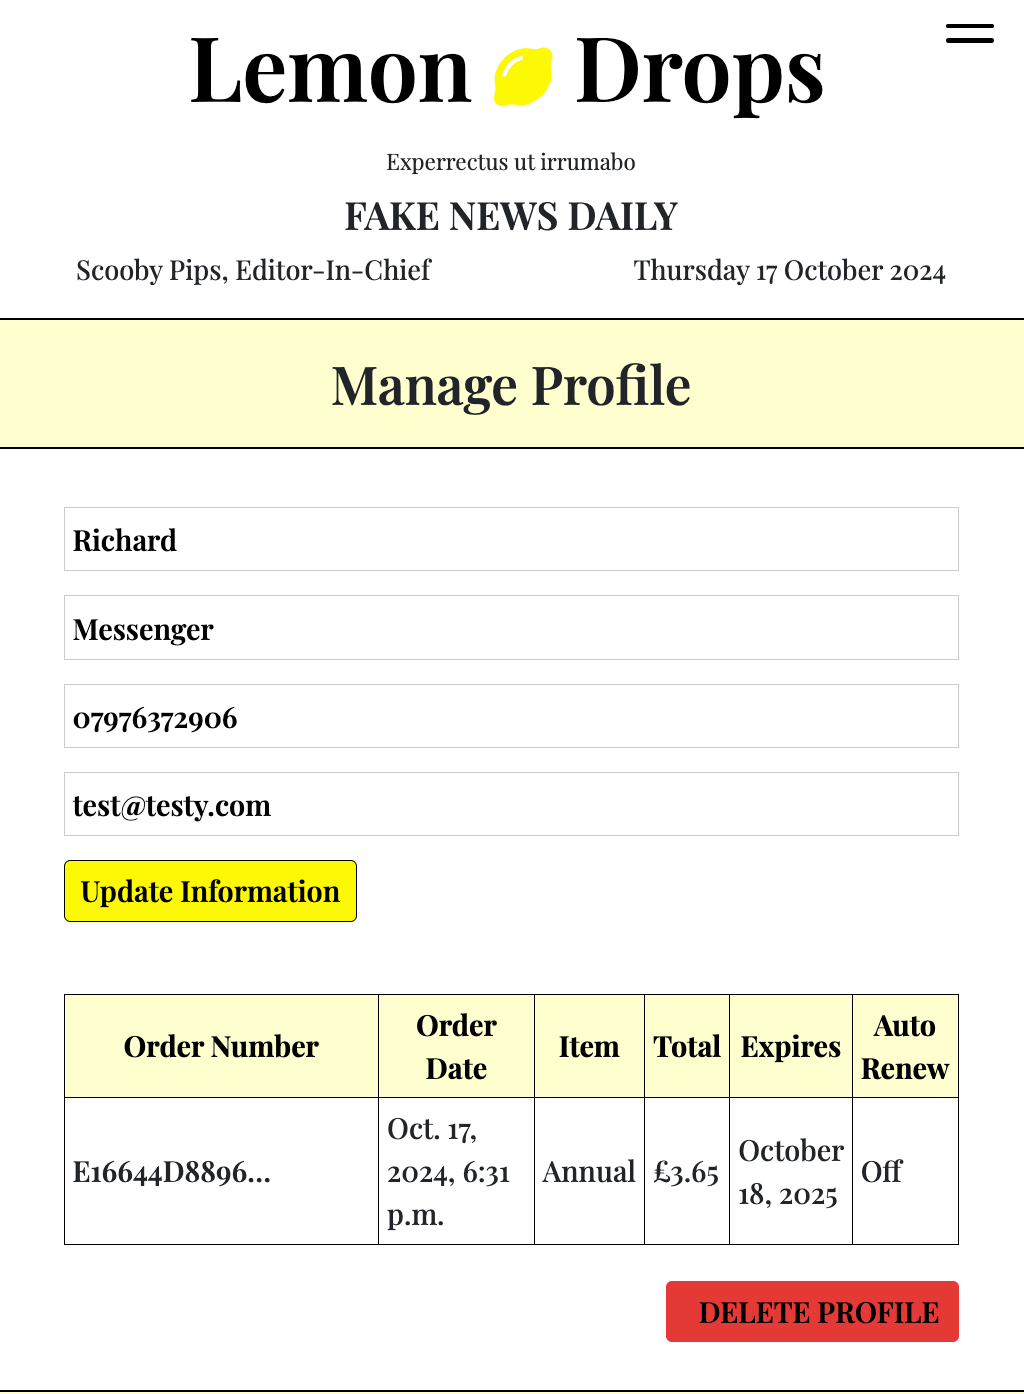 Lemon Drops
Experrectus ut irrumabo
FAKE NEWS DAILY
Scooby Pips, Editor-In-Chief
Thursday 17 October 2024
Manage Profile
Richard
Messenger
07976372906
test@testy.com
Update Information
Order Number Order Date Item Total Expires Auto Renew
E16644D8896... Oct. 17, 2024, 6:31 p.m. Annual £3.65 October 18, 2025 Off
DELETE PROFILE